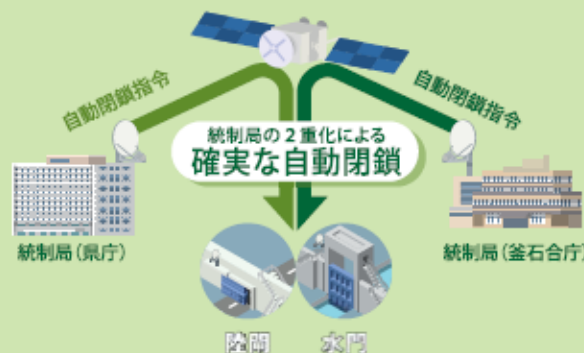 自動閉鎖指令
自動閉鎖指令
統制局の2重化による
確実な自動閉鎖
統制局(県庁)
統制局(釜石合庁)
陸閘
水門